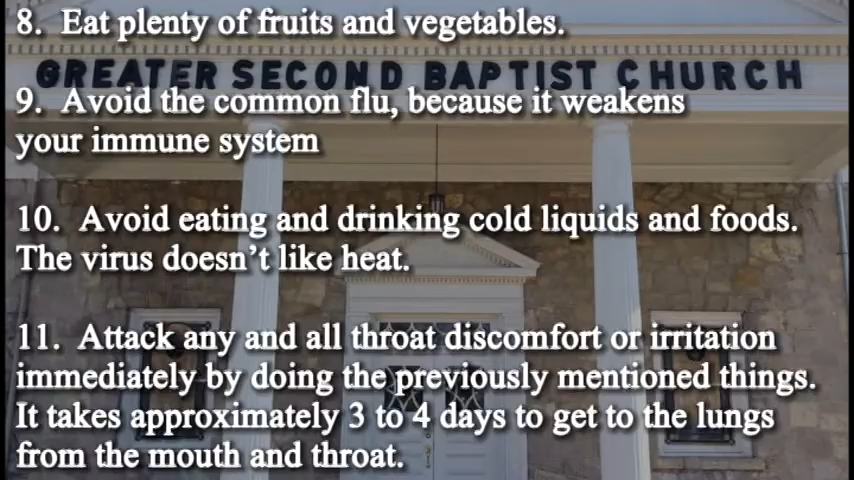 8. Eat plenty of fruits and vegetables.
GREATER SECOND BAPTIST CHURCH
9. Avoid the common flu, because it weakens
your immune system
10. Avoid eating and drinking cold liquids and foods.
The virus doesn't like heat.
11. Attack any and all throat discomfort or irritation
immediately by doing the previously mentioned things.
It takes approximately 3 to 4 days to get to the lungs
from the mouth and throat.